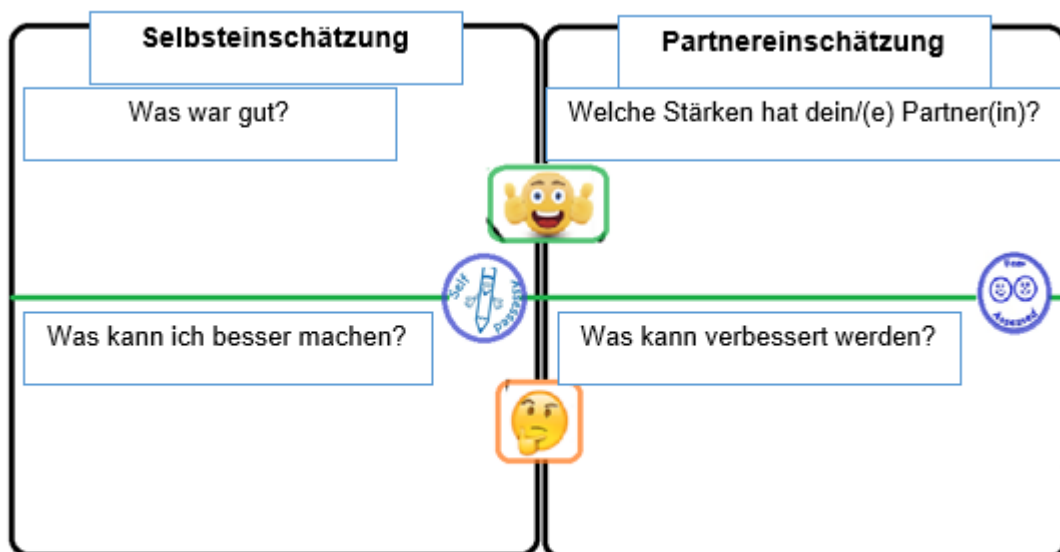 Selbsteinschätzung
Partnereinschätzung
Was war gut?
Welche Stärken hat dein/(e) Partner(in)?
Self
Assessed
Assessed
Was kann ich besser machen?
Was kann verbessert werden?